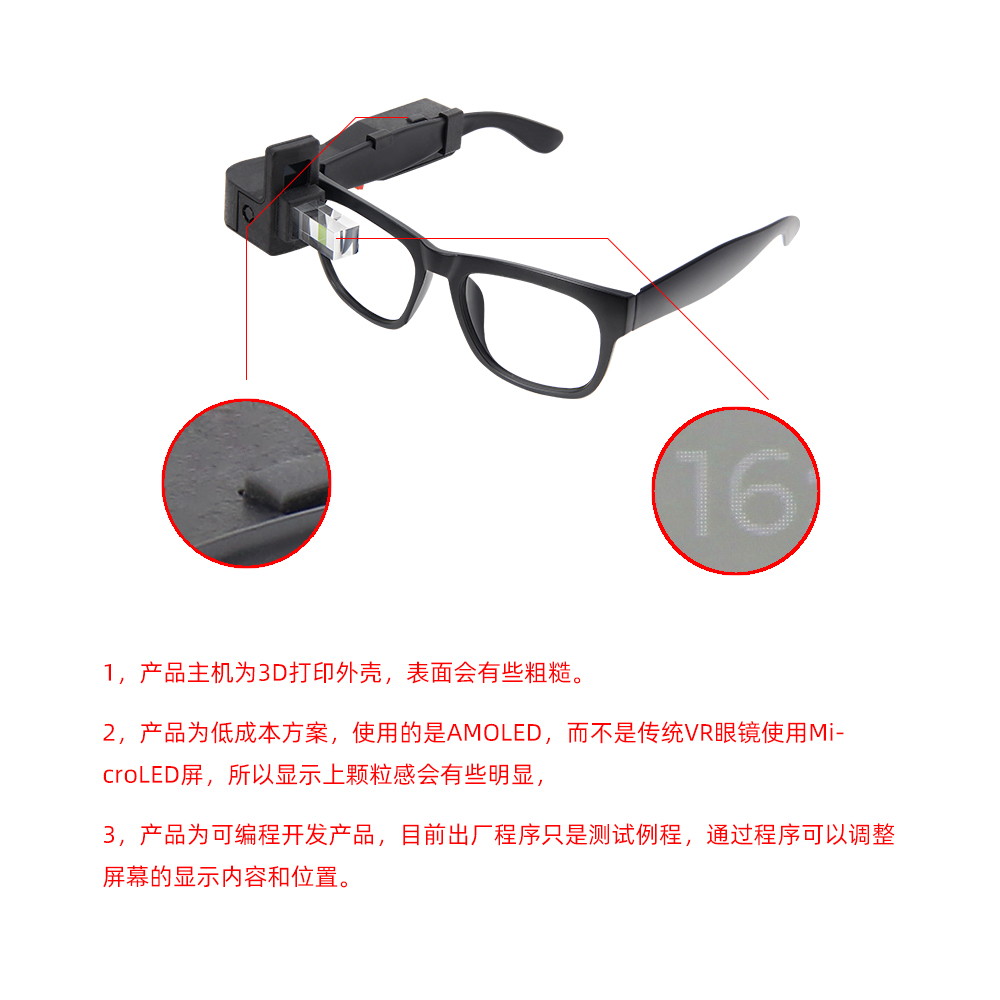 16
1，产品主机为3D打印外壳，表面会有些粗糙。
2，产品为低成本方案，使用的是AMOLED，而不是传统VR眼镜使用Mi-
croLED屏，所以显示上颗粒感会有些明显，
3，产品为可编程开发产品，目前出厂程序只是测试例程，通过程序可以调整
屏幕的显示内容和位置。